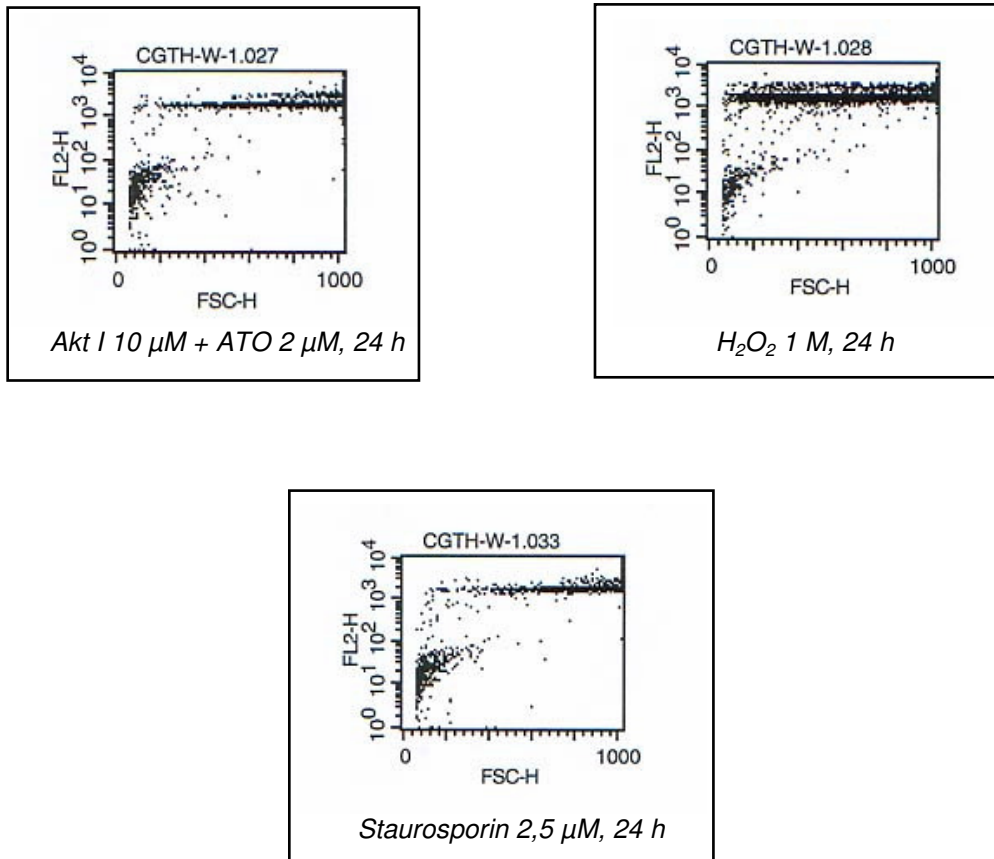 CGTH-W-1.027
10⁴
10³
10²
10¹
10⁰
FL2-H
0 1000
FSC-H
Akt I 10 µM + ATO 2 µM, 24 h
CGTH-W-1.028
10⁴
10³
10²
10¹
10⁰
FL2-H
0 1000
FSC-H
H₂O₂ 1 M, 24 h
CGTH-W-1.033
10⁴
10³
10²
10¹
10⁰
FL2-H
0 1000
FSC-H
Staurosporin 2,5 µM, 24 h